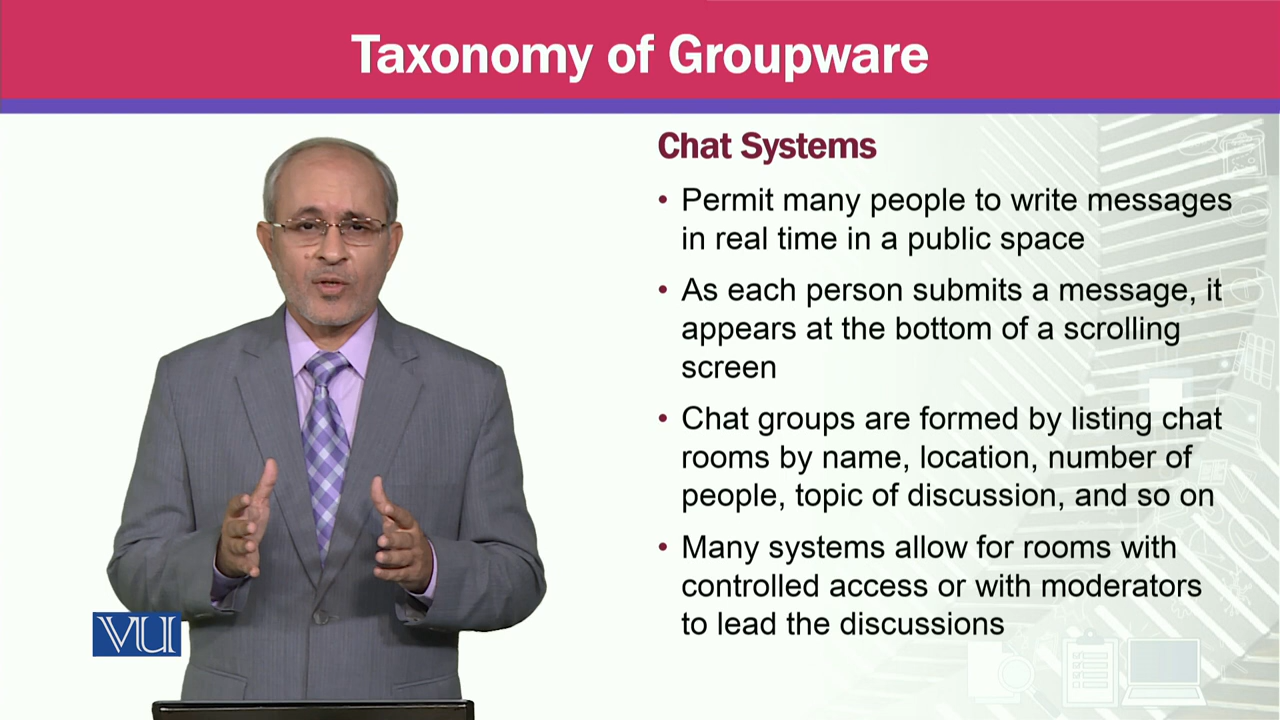 Taxonomy of Groupware
Chat Systems
• Permit many people to write messages
in real time in a public space
• As each person submits a message, it
appears at the bottom of a scrolling
screen
• Chat groups are formed by listing chat
rooms by name, location, number of
people, topic of discussion, and so on
• Many systems allow for rooms with
controlled access or with moderators
to lead the discussions
VU